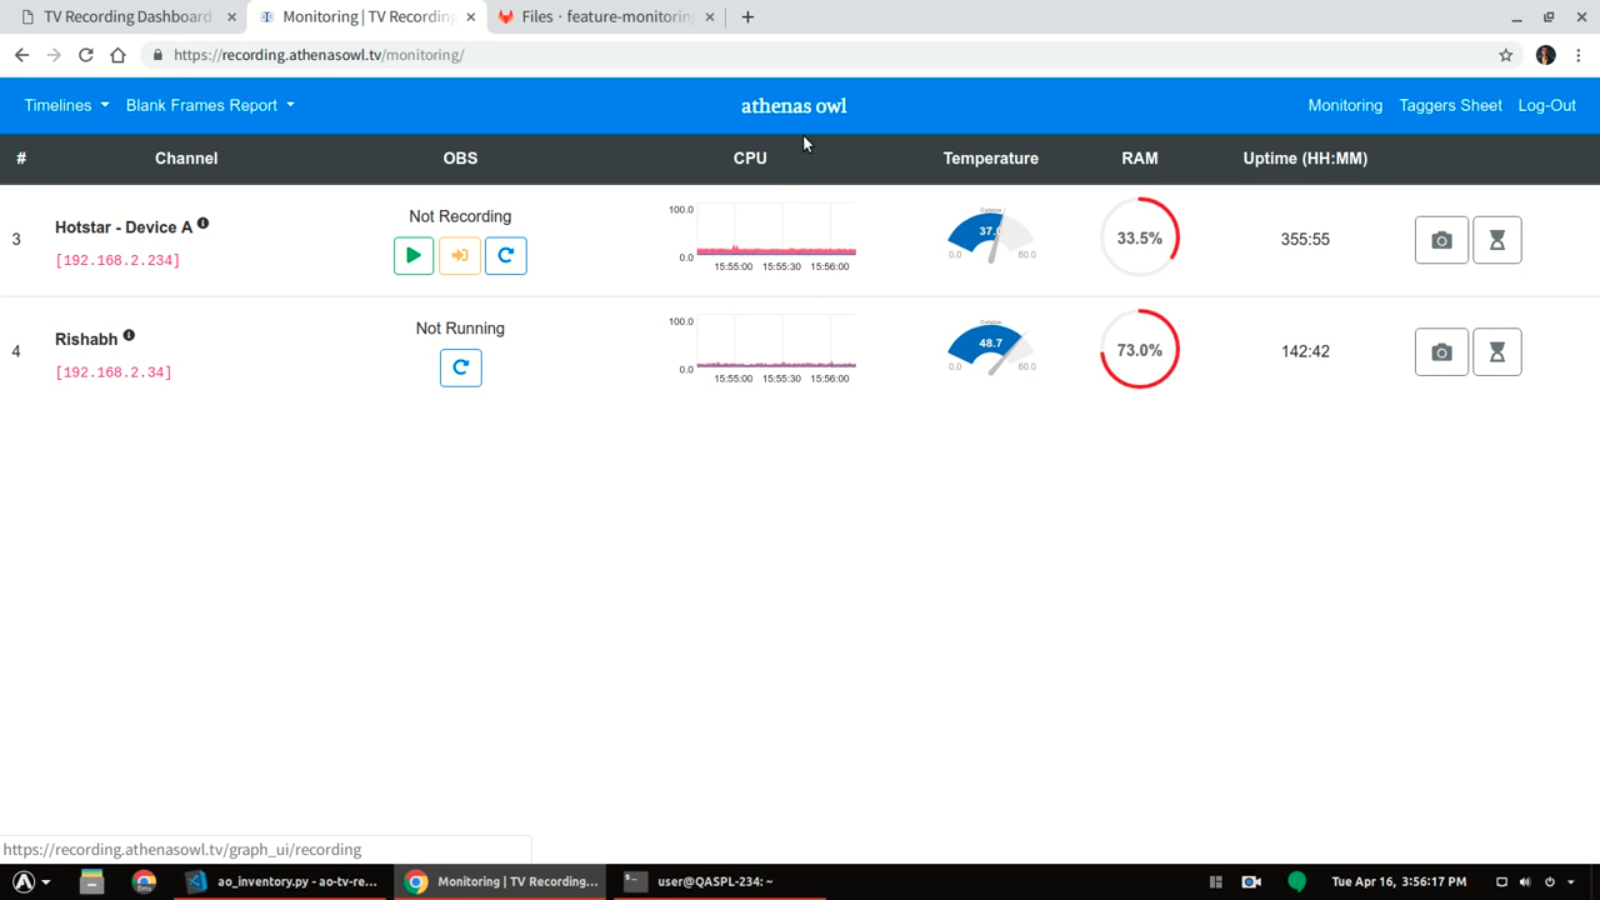 TV Recording Dashboard
Monitoring | TV Recording
Files · feature-monitoring
https://recording.athenasowl.tv/monitoring/
Timelines Blank Frames Report athenas owl Monitoring Taggers Sheet Log-Out
# Channel OBS CPU Temperature RAM Uptime (HH:MM)
3 Hotstar - Device A [192.168.2.234] Not Recording
100.0
0.0
15:55:00 15:55:30 15:56:00
37.0
0.0 60.0
33.5%
355:55
4 Rishabh [192.168.2.34] Not Running
100.0
0.0
15:55:00 15:55:30 15:56:00
48.7
0.0 60.0
73.0%
142:42
https://recording.athenasowl.tv/graph_ui/recording
ao_inventory.py - ao-tv-re...
Monitoring | TV Recording...
user@QASPL-234: ~
Tue Apr 16, 3:56:17 PM